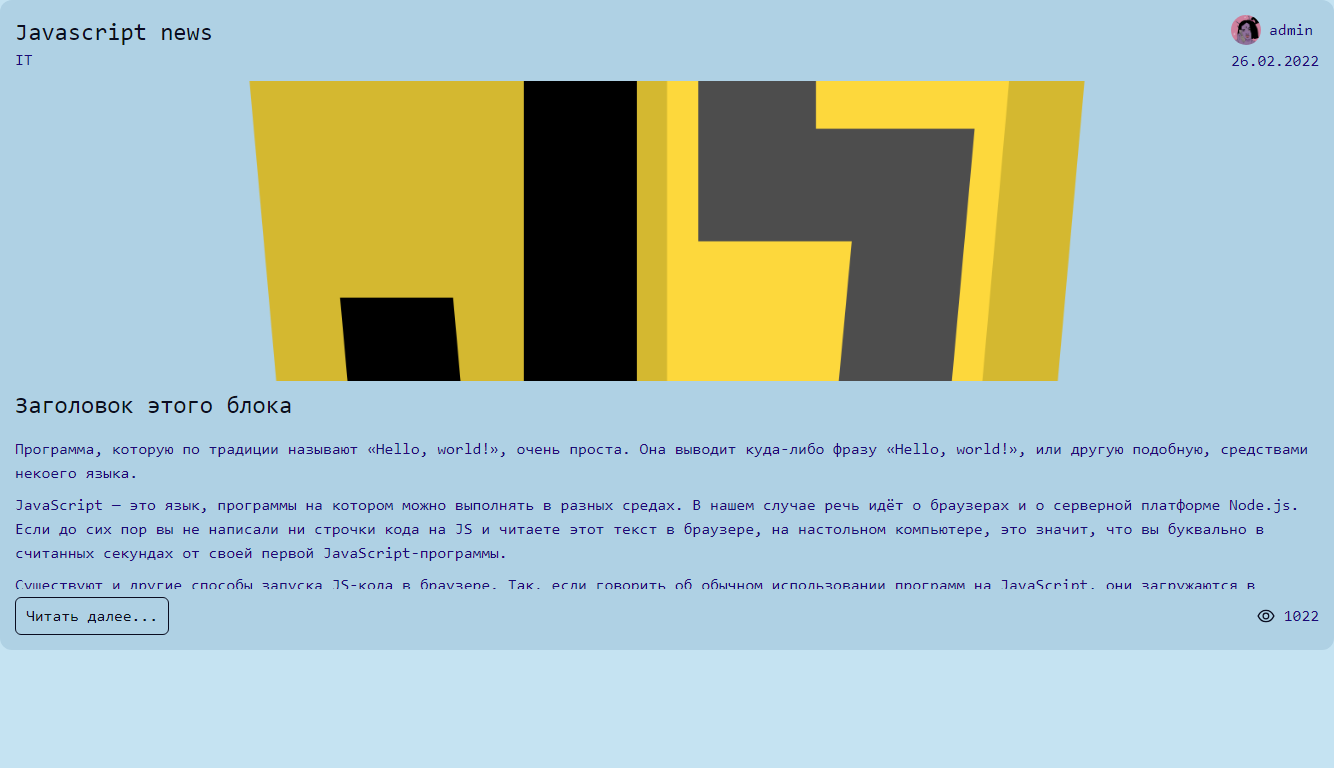 Javascript news
admin
IT
26.02.2022
Заголовок этого блока
Программа, которую по традиции называют «Hello, world!», очень проста. Она выводит куда-либо фразу «Hello, world!», или другую подобную, средствами
некоего языка.
JavaScript — это язык, программы на котором можно выполнять в разных средах. В нашем случае речь идёт о браузерах и о серверной платформе Node.js.
Если до сих пор вы не написали ни строчки кода на JS и читаете этот текст в браузере, на настольном компьютере, это значит, что вы буквально в
считанных секундах от своей первой JavaScript-программы.
Существуют и другие способы запуска JS-кода в браузере. Так, если говорить об обычном использовании программ на JavaScript, они загружаются в
Читать далее...
1022